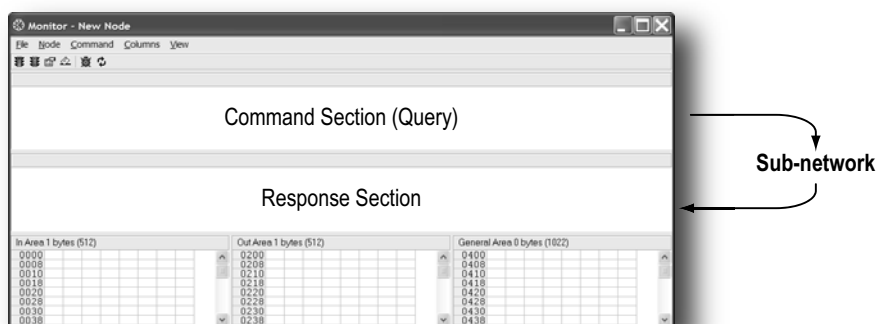 Monitor - New Node
File Node Command Columns View
Command Section (Query)
Sub-network
Response Section
In Area 1 bytes (512) Out Area 1 bytes (512) General Area 0 bytes (1022)
0000 0200 0400
0008 0208 0408
0010 0210 0410
0018 0218 0418
0020 0220 0420
0028 0228 0428
0030 0230 0430
0038 0238 0438